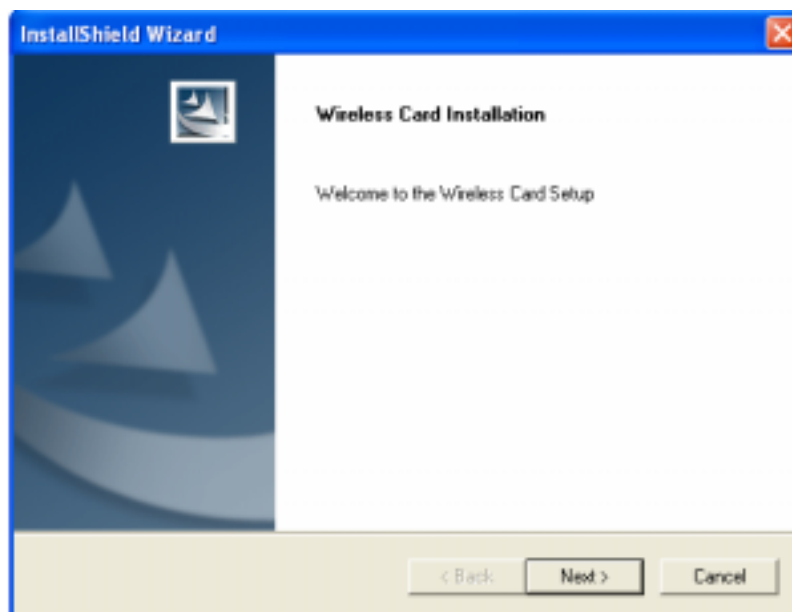 InstallShield Wizard
Wireless Card Installation
Welcome to the Wireless Card Setup
< Back
Next >
Cancel